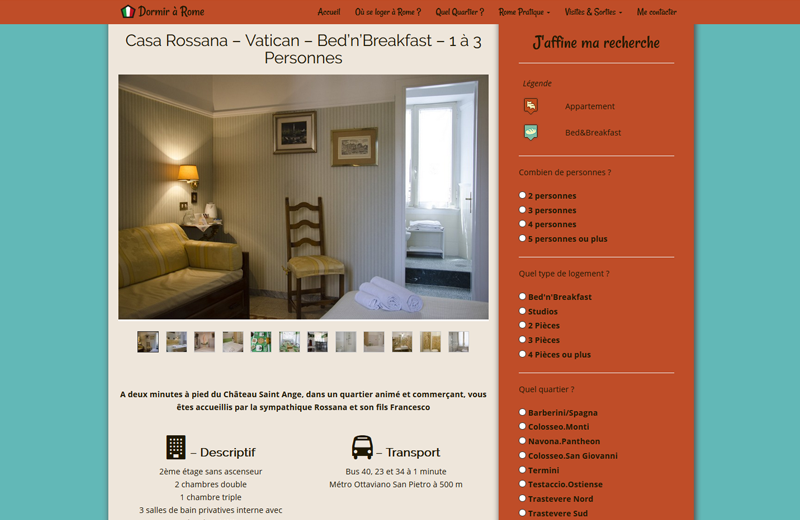 Dormir à Rome
Accueil
Où se loger à Rome ?
Quel Quartier ?
Rome Pratique
Visites & Sorties
Me contacter
Casa Rossana – Vatican – Bed'n'Breakfast – 1 à 3
Personnes
A deux minutes à pied du Château Saint Ange, dans un quartier animé et commerçant, vous
êtes accueillis par la sympathique Rossana et son fils Francesco
– Descriptif
2ème étage sans ascenseur
2 chambres double
1 chambre triple
3 salles de bain privatives interne avec
– Transport
Bus 40, 23 et 34 à 1 minute
Métro Ottaviano San Pietro à 500 m
J'affine ma recherche
Légende
Appartement
Bed&Breakfast
Combien de personnes ?
2 personnes
3 personnes
4 personnes
5 personnes ou plus
Quel type de logement ?
Bed'n'Breakfast
Studios
2 Pièces
3 Pièces
4 Pièces ou plus
Quel quartier ?
Barberini/Spagna
Colosseo.Monti
Navona.Pantheon
Colosseo.San Giovanni
Termini
Testaccio.Ostiense
Trastevere Nord
Trastevere Sud